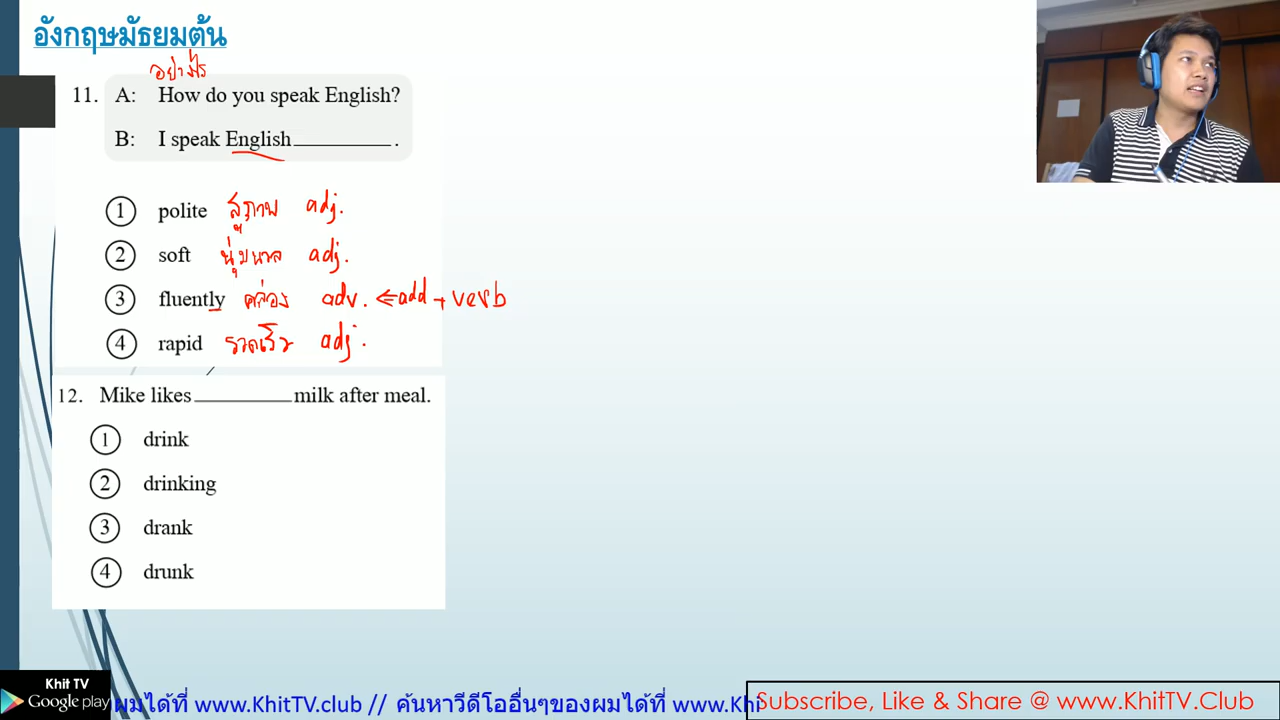 อังกฤษมัธยมต้น
อย่างไร
11. A: How do you speak English?
B: I speak English__________.
1 polite สุภาพ adj.
2 soft นุ่มนวล adj.
3 fluently คล่อง adv. ⇐ add + verb
4 rapid รวดเร็ว adj.
12. Mike likes__________milk after meal.
1 drink
2 drinking
3 drank
4 drunk
Khit TV
Google play
ผมได้ที่ www.KhitTV.club // ค้นหาวีดีโออื่นๆของผมได้ที่ www.Khi
Subscribe, Like & Share @ www.KhitTV.Club